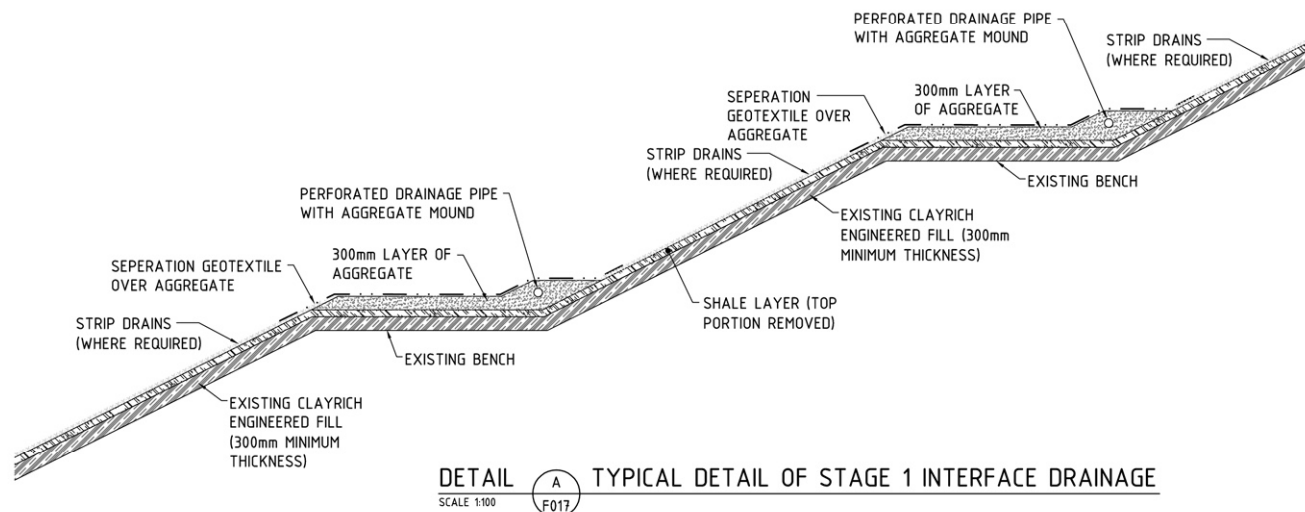 PERFORATED DRAINAGE PIPE
WITH AGGREGATE MOUND
STRIP DRAINS
(WHERE REQUIRED)
SEPERATION
GEOTEXTILE OVER
AGGREGATE
300mm LAYER
OF AGGREGATE
STRIP DRAINS
(WHERE REQUIRED)
EXISTING BENCH
PERFORATED DRAINAGE PIPE
WITH AGGREGATE MOUND
EXISTING CLAYRICH
ENGINEERED FILL (300mm
MINIMUM THICKNESS)
SEPERATION GEOTEXTILE
OVER AGGREGATE
300mm LAYER OF
AGGREGATE
SHALE LAYER (TOP
PORTION REMOVED)
STRIP DRAINS
(WHERE REQUIRED)
EXISTING BENCH
EXISTING CLAYRICH
ENGINEERED FILL
(300mm MINIMUM
THICKNESS)
DETAIL A TYPICAL DETAIL OF STAGE 1 INTERFACE DRAINAGE
SCALE 1:100 F017